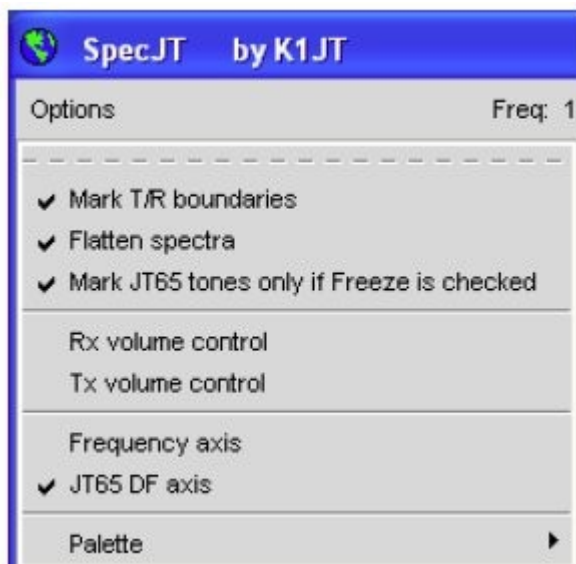 SpecJT by K1JT
Options Freq: 1
Mark T/R boundaries
Flatten spectra
Mark JT65 tones only if Freeze is checked
Rx volume control
Tx volume control
Frequency axis
JT65 DF axis
Palette